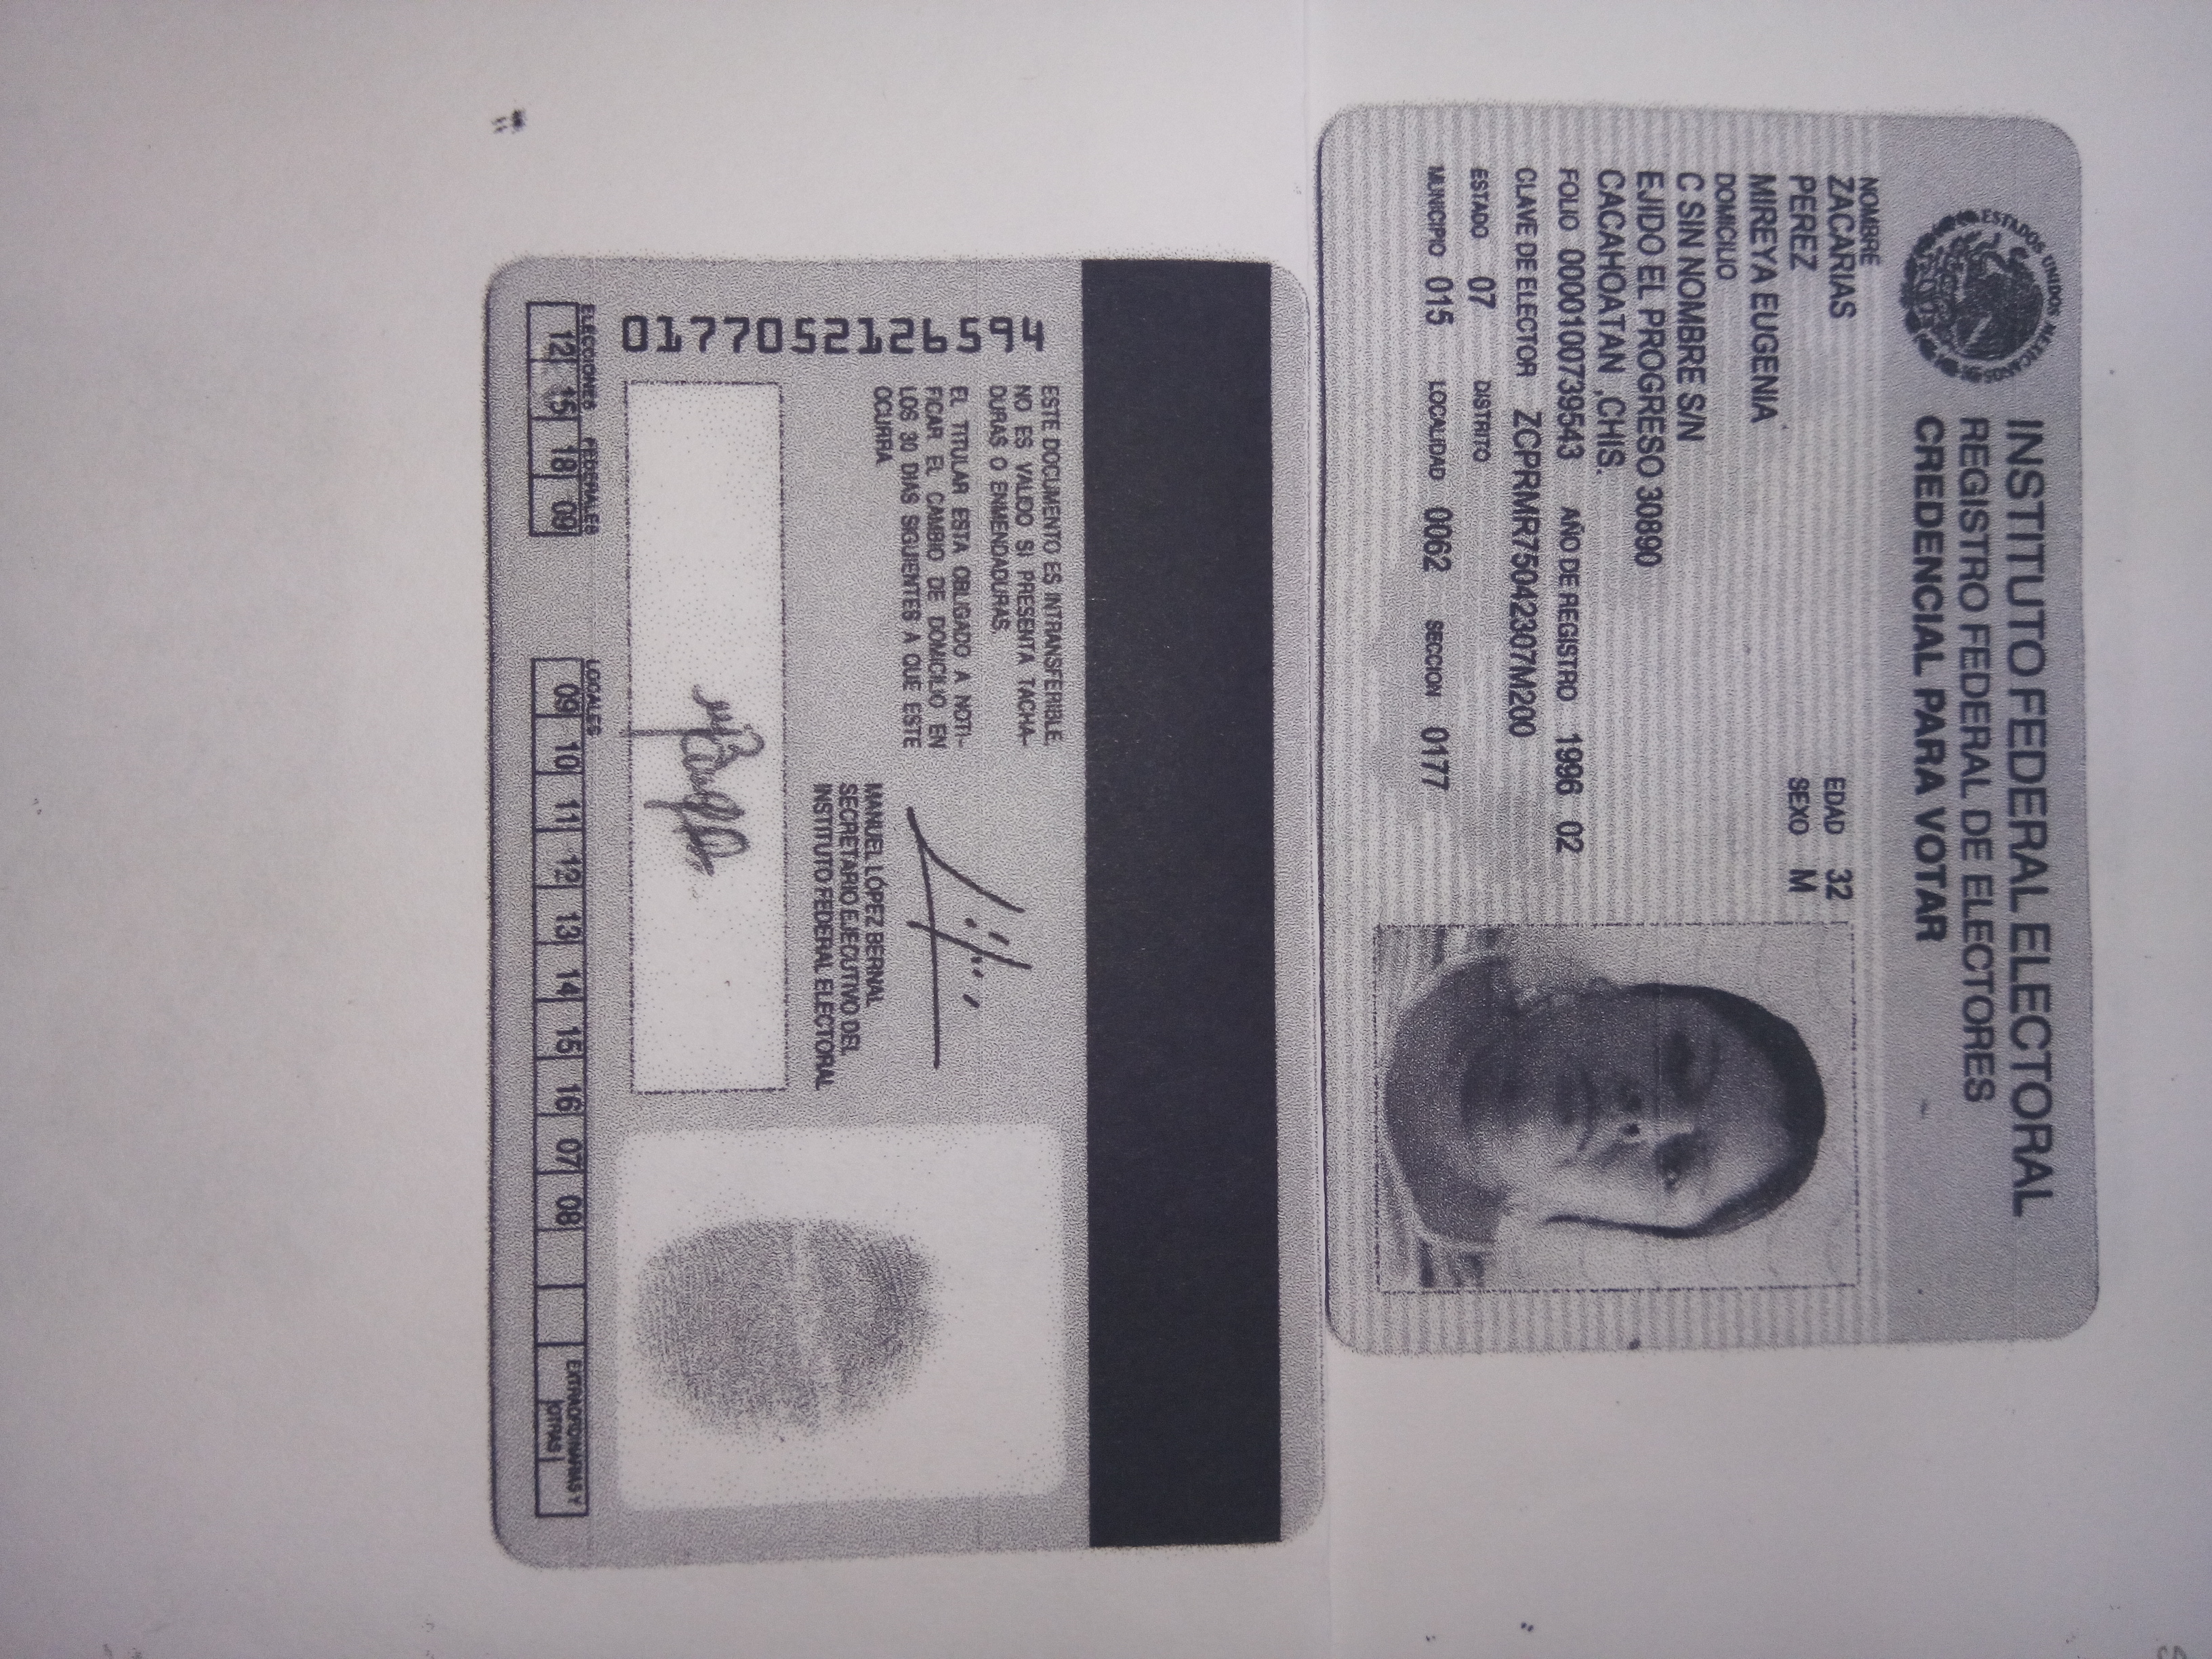 ESTADOS UNIDOS MEXICANOS
INSTITUTO FEDERAL ELECTORAL
REGISTRO FEDERAL DE ELECTORES
CREDENCIAL PARA VOTAR
NOMBRE
ZACARIAS
PEREZ
MIREYA EUGENIA
EDAD 32
SEXO M
DOMICILIO
C SIN NOMBRE S/N
EJIDO EL PROGRESO 30890
CACAHOATAN ,CHIS.
FOLIO 0000100739543 AÑO DE REGISTRO 1996 02
CLAVE DE ELECTOR ZCPRMR75042307M200
ESTADO 07 DISTRITO
MUNICIPIO 015 LOCALIDAD 0062 SECCION 0177
0177052126594
ESTE DOCUMENTO ES INTRANSFERIBLE.
NO ES VALIDO SI PRESENTA TACHA-
DURAS O ENMENDADURAS.
EL TITULAR ESTA OBLIGADO A NOTI-
FICAR EL CAMBIO DE DOMICILIO EN
LOS 30 DIAS SIGUIENTES A QUE ESTE
OCURRA
MANUEL LÓPEZ BERNAL
SECRETARIO EJECUTIVO DEL
INSTITUTO FEDERAL ELECTORAL
ELECCIONES FEDERALES
12 15 18 09
LOCALES
09 10 11 12 13 14 15 16 07 08
EXTRAORDINARIAS Y
OTRAS